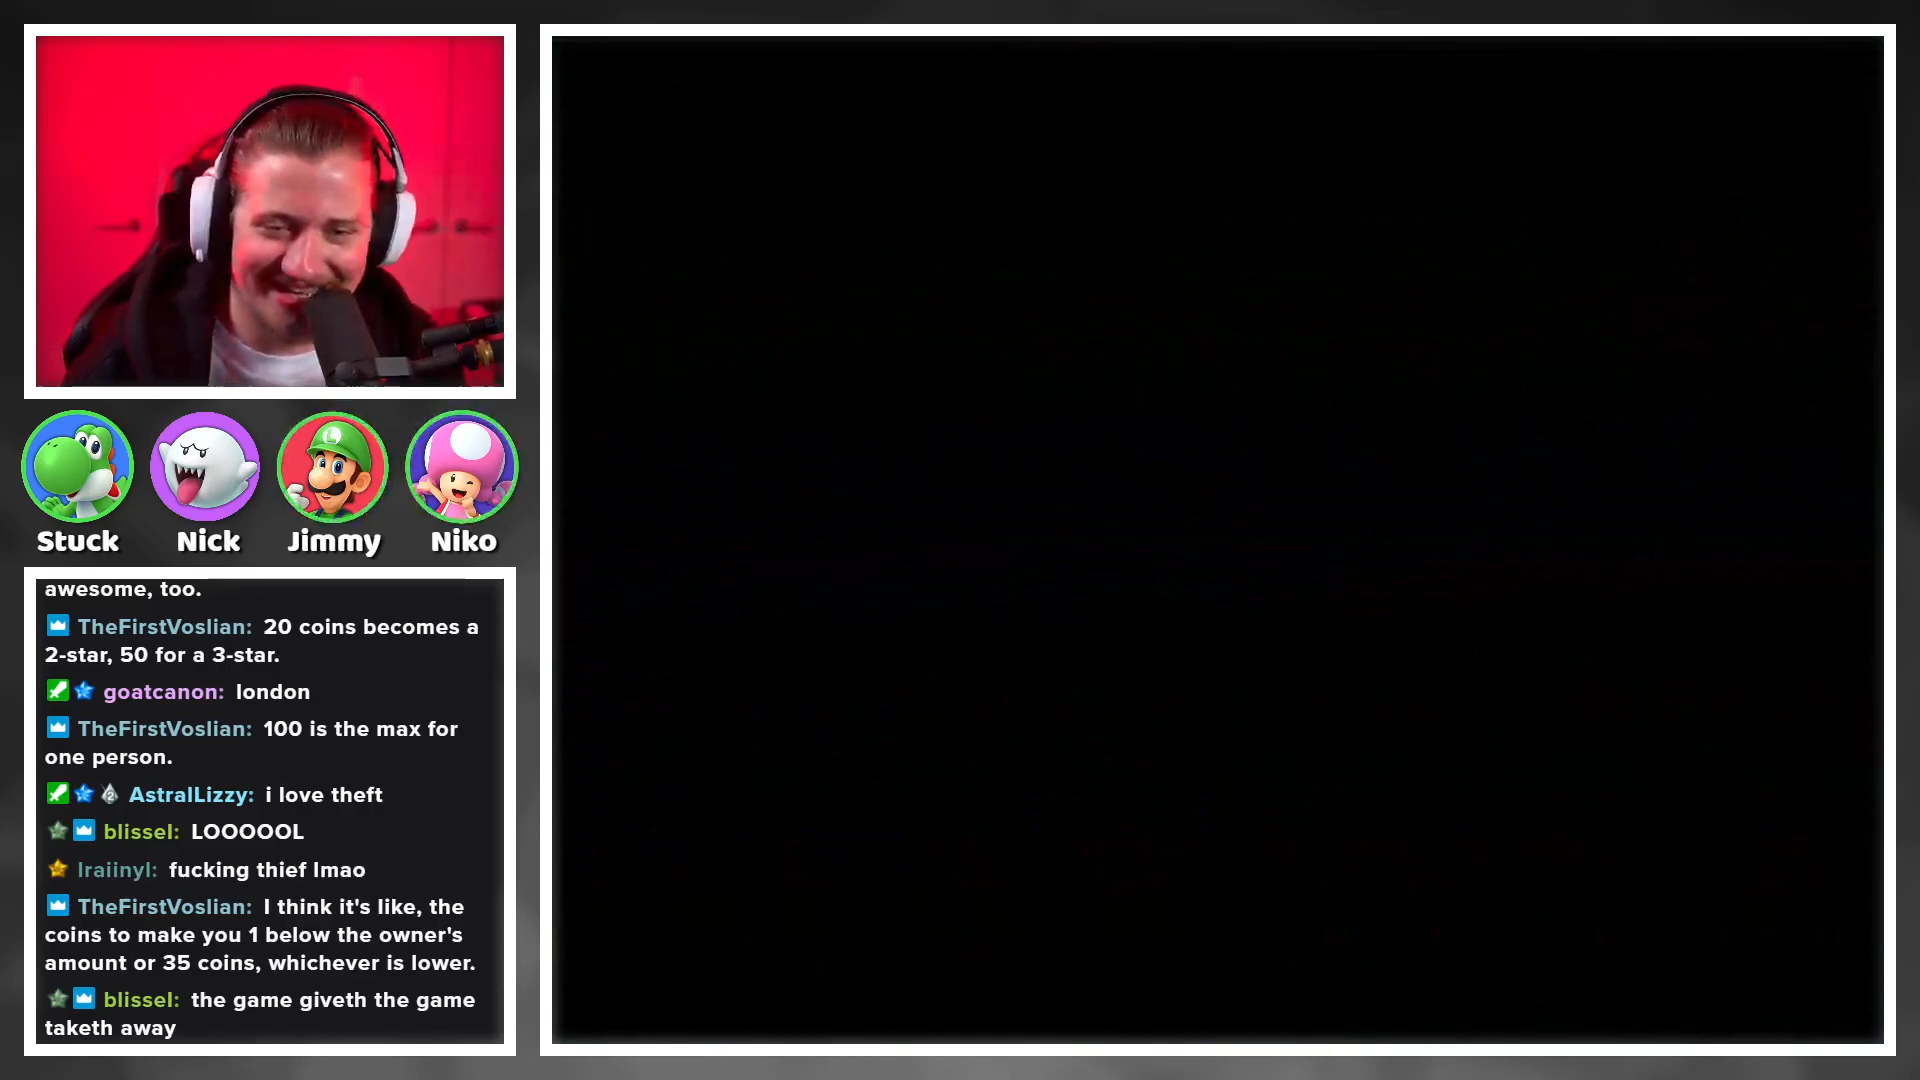 Stuck Nick Jimmy Niko
awesome, too.
TheFirstVoslian: 20 coins becomes a
2-star, 50 for a 3-star.
goatcanon: london
TheFirstVoslian: 100 is the max for
one person.
2 AstralLizzy: i love theft
blissel: LOOOOOL
lraiinyl: fucking thief lmao
TheFirstVoslian: I think it's like, the
coins to make you 1 below the owner's
amount or 35 coins, whichever is lower.
blissel: the game giveth the game
taketh away